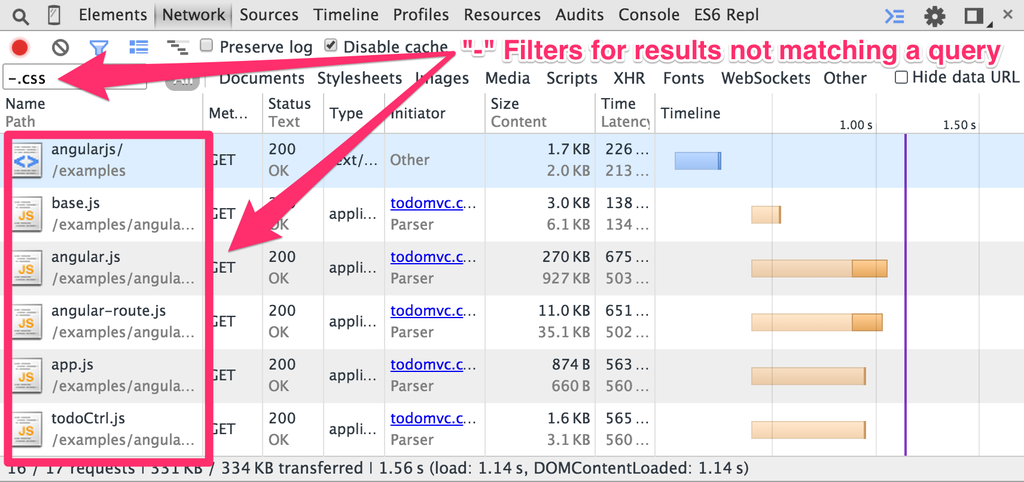 Elements Network Sources Timeline Profiles Resources Audits Console ES6 Repl
Preserve log Disable cache "-" Filters for results not matching a query
-.css All Documents Stylesheets Images Media Scripts XHR Fonts WebSockets Other Hide data URL
Name Path Met... Status Text Type Initiator Size Content Time Latency Timeline 1.00 s 1.50 s
angularjs/ GET 200 ext/... Other 1.7 KB 226 ...
/examples OK 2.0 KB 213 ...
base.js GET appli... todomvc.c... 3.0 KB 138 ...
/examples/angula... OK Parser 6.1 KB 134 ...
angular.js GET 200 appli... todomvc.c... 270 KB 675 ...
/examples/angula... OK Parser 927 KB 503 ...
angular-route.js GET 200 appli... todomvc.c... 11.0 KB 651 ...
/examples/angula... OK Parser 35.1 KB 502 ...
app.js GET 200 appli... todomvc.c... 874 B 563 ...
/examples/angula... OK Parser 660 B 560 ...
todoCtrl.js GET 200 appli... todomvc.c... 1.6 KB 565 ...
/examples/angula... OK Parser 3.1 KB 560 ...
16 / 17 requests | 331 KB / 334 KB transferred | 1.56 s (load: 1.14 s, DOMContentLoaded: 1.14 s)